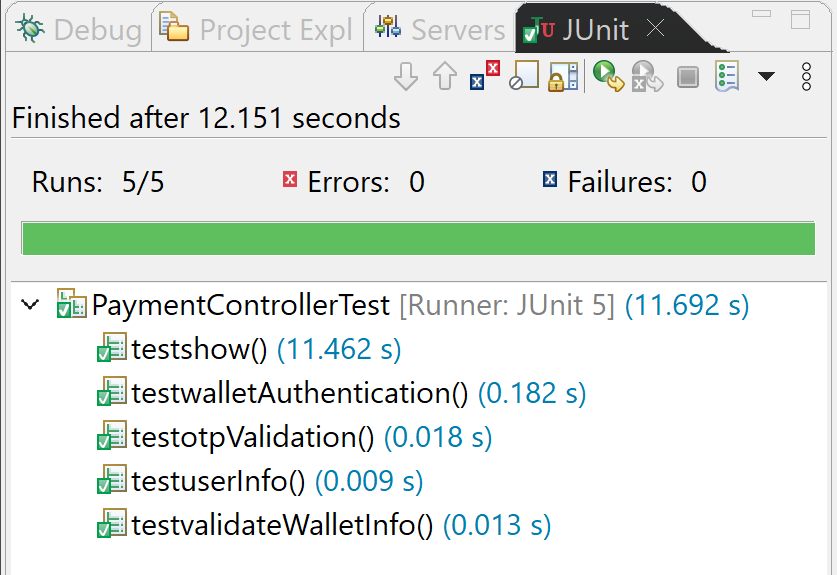 Debug Project Expl Servers JUnit
Finished after 12.151 seconds
Runs: 5/5 Errors: 0 Failures: 0
PaymentControllerTest [Runner: JUnit 5] (11.692 s)
testshow() (11.462 s)
testwalletAuthentication() (0.182 s)
testotpValidation() (0.018 s)
testuserInfo() (0.009 s)
testvalidateWalletInfo() (0.013 s)